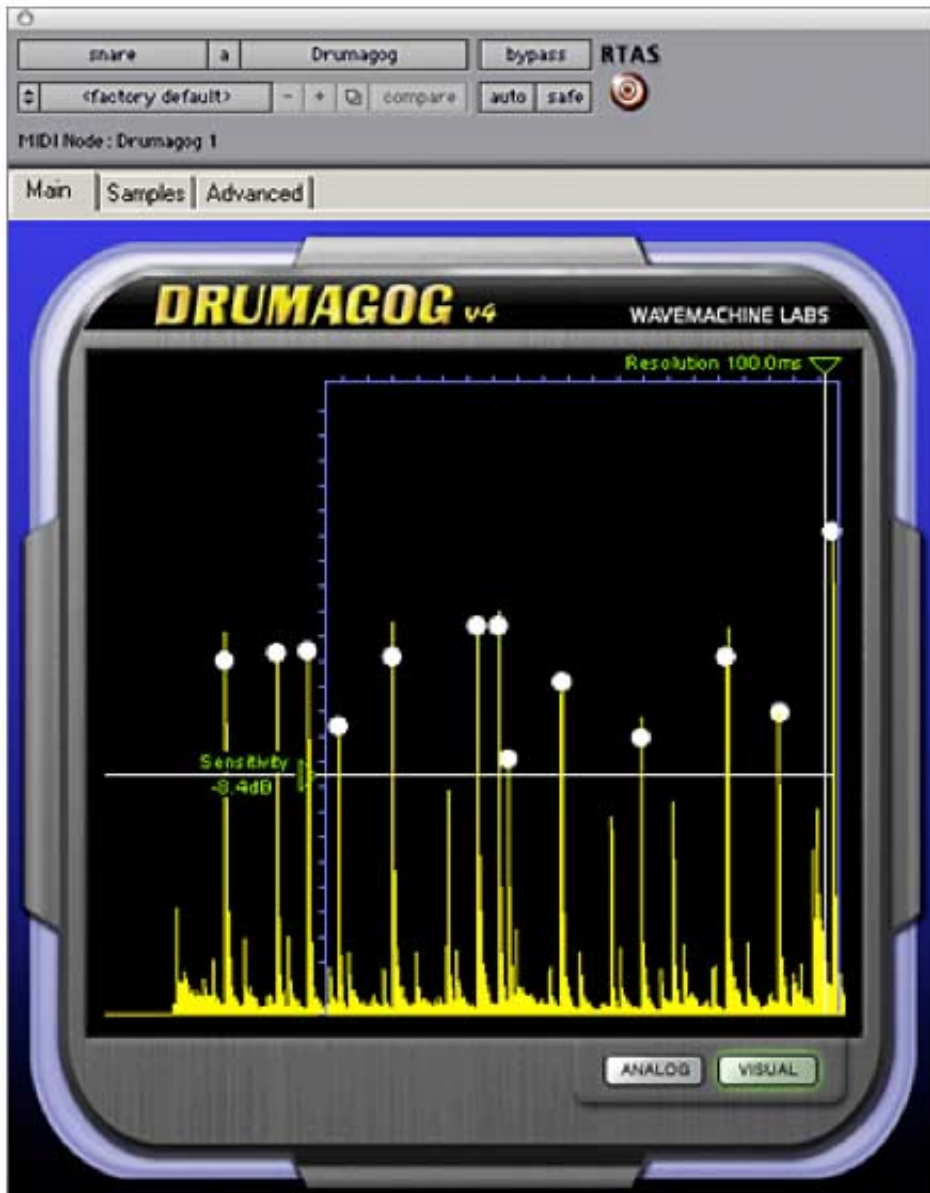 snare a Drumagog bypass RTAS
<factory default> - + compare auto safe
MIDI Node : Drumagog 1
Main Samples Advanced
DRUMAGOG v4 WAVEMACHINE LABS
Resolution 100.0ms
Sensitivity
-8.4dB
ANALOG VISUAL